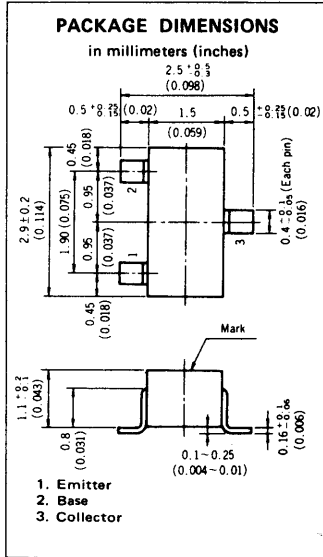 PACKAGE DIMENSIONS
in millimeters (inches)
2.5 +0.5 −0.3
(0.098)
0.5 +0.25 −0.15 (0.02)
1.5
(0.059)
0.5 +0.25 −0.15 (0.02)
2.9±0.2
(0.114)
1.90 (0.075)
0.45
(0.018)
0.95
(0.037)
0.95
(0.037)
0.45
(0.018)
2
1
3
0.4 +0.1 −0.05 (Each pin)
(0.016)
Mark
1.1 +0.2 −0.1
(0.043)
0.8
(0.031)
0.1~0.25
(0.004~0.01)
0.16 +0.1 −0.06
(0.006)
1. Emitter
2. Base
3. Collector